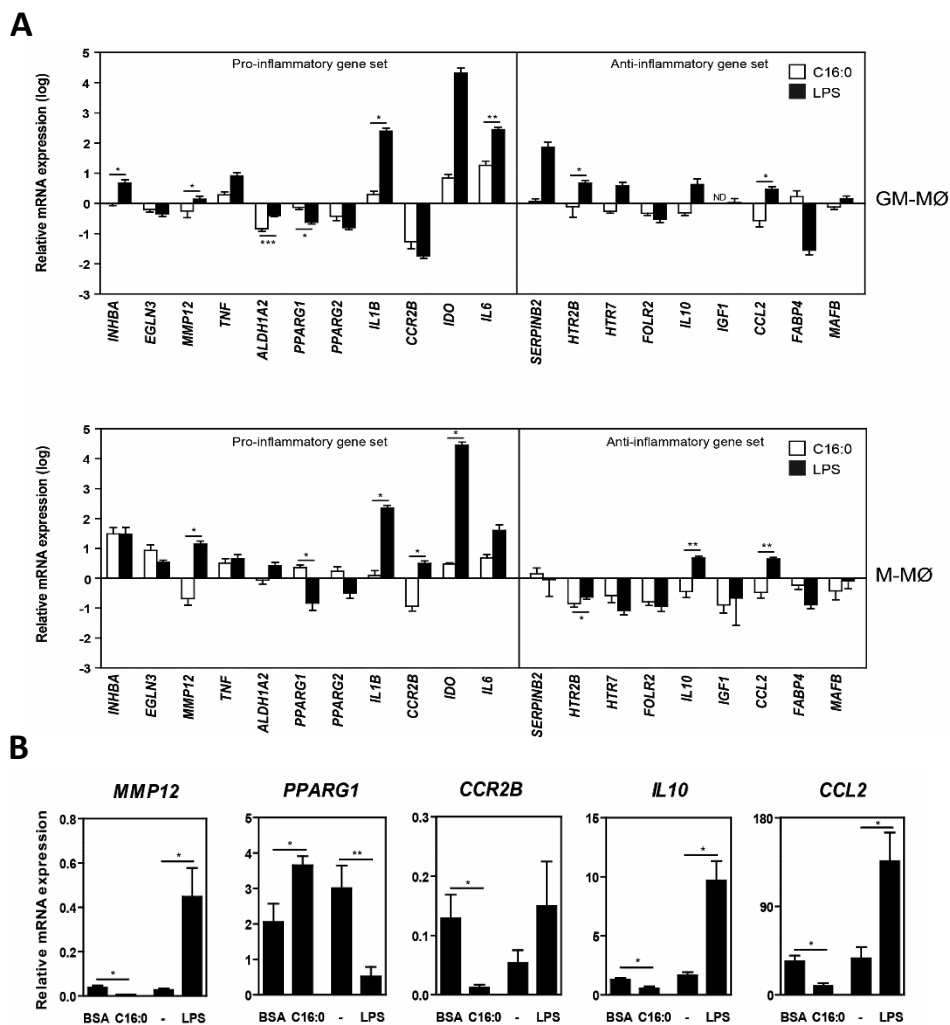 A
Pro-inflammatory gene set
Anti-inflammatory gene set
C16:0
LPS
Relative mRNA expression (log)
5
4
3
2
1
0
-1
-2
-3
* * *** * * ** * ND *
GM-MØ
INHBA EGLN3 MMP12 TNF ALDH1A2 PPARG1 PPARG2 IL1B CCR2B IDO IL6 SERPINB2 HTR2B HTR7 FOLR2 IL10 IGF1 CCL2 FABP4 MAFB
Pro-inflammatory gene set
Anti-inflammatory gene set
C16:0
LPS
Relative mRNA expression (log)
5
4
3
2
1
0
-1
-2
-3
* * * * * * ** **
M-MØ
INHBA EGLN3 MMP12 TNF ALDH1A2 PPARG1 PPARG2 IL1B CCR2B IDO IL6 SERPINB2 HTR2B HTR7 FOLR2 IL10 IGF1 CCL2 FABP4 MAFB
B
MMP12 PPARG1 CCR2B IL10 CCL2
Relative mRNA expression
0.8
0.6
0.4
0.2
0.0
* *
BSA C16:0 - LPS
5
4
3
2
1
0
* **
BSA C16:0 - LPS
0.3
0.2
0.1
0.0
*
BSA C16:0 - LPS
15
10
5
0
* *
BSA C16:0 - LPS
180
90
0
* *
BSA C16:0 - LPS